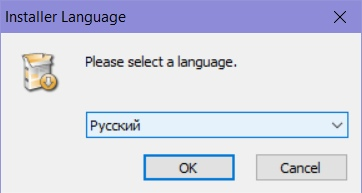 Installer Language
Please select a language.
Русский
OK
Cancel